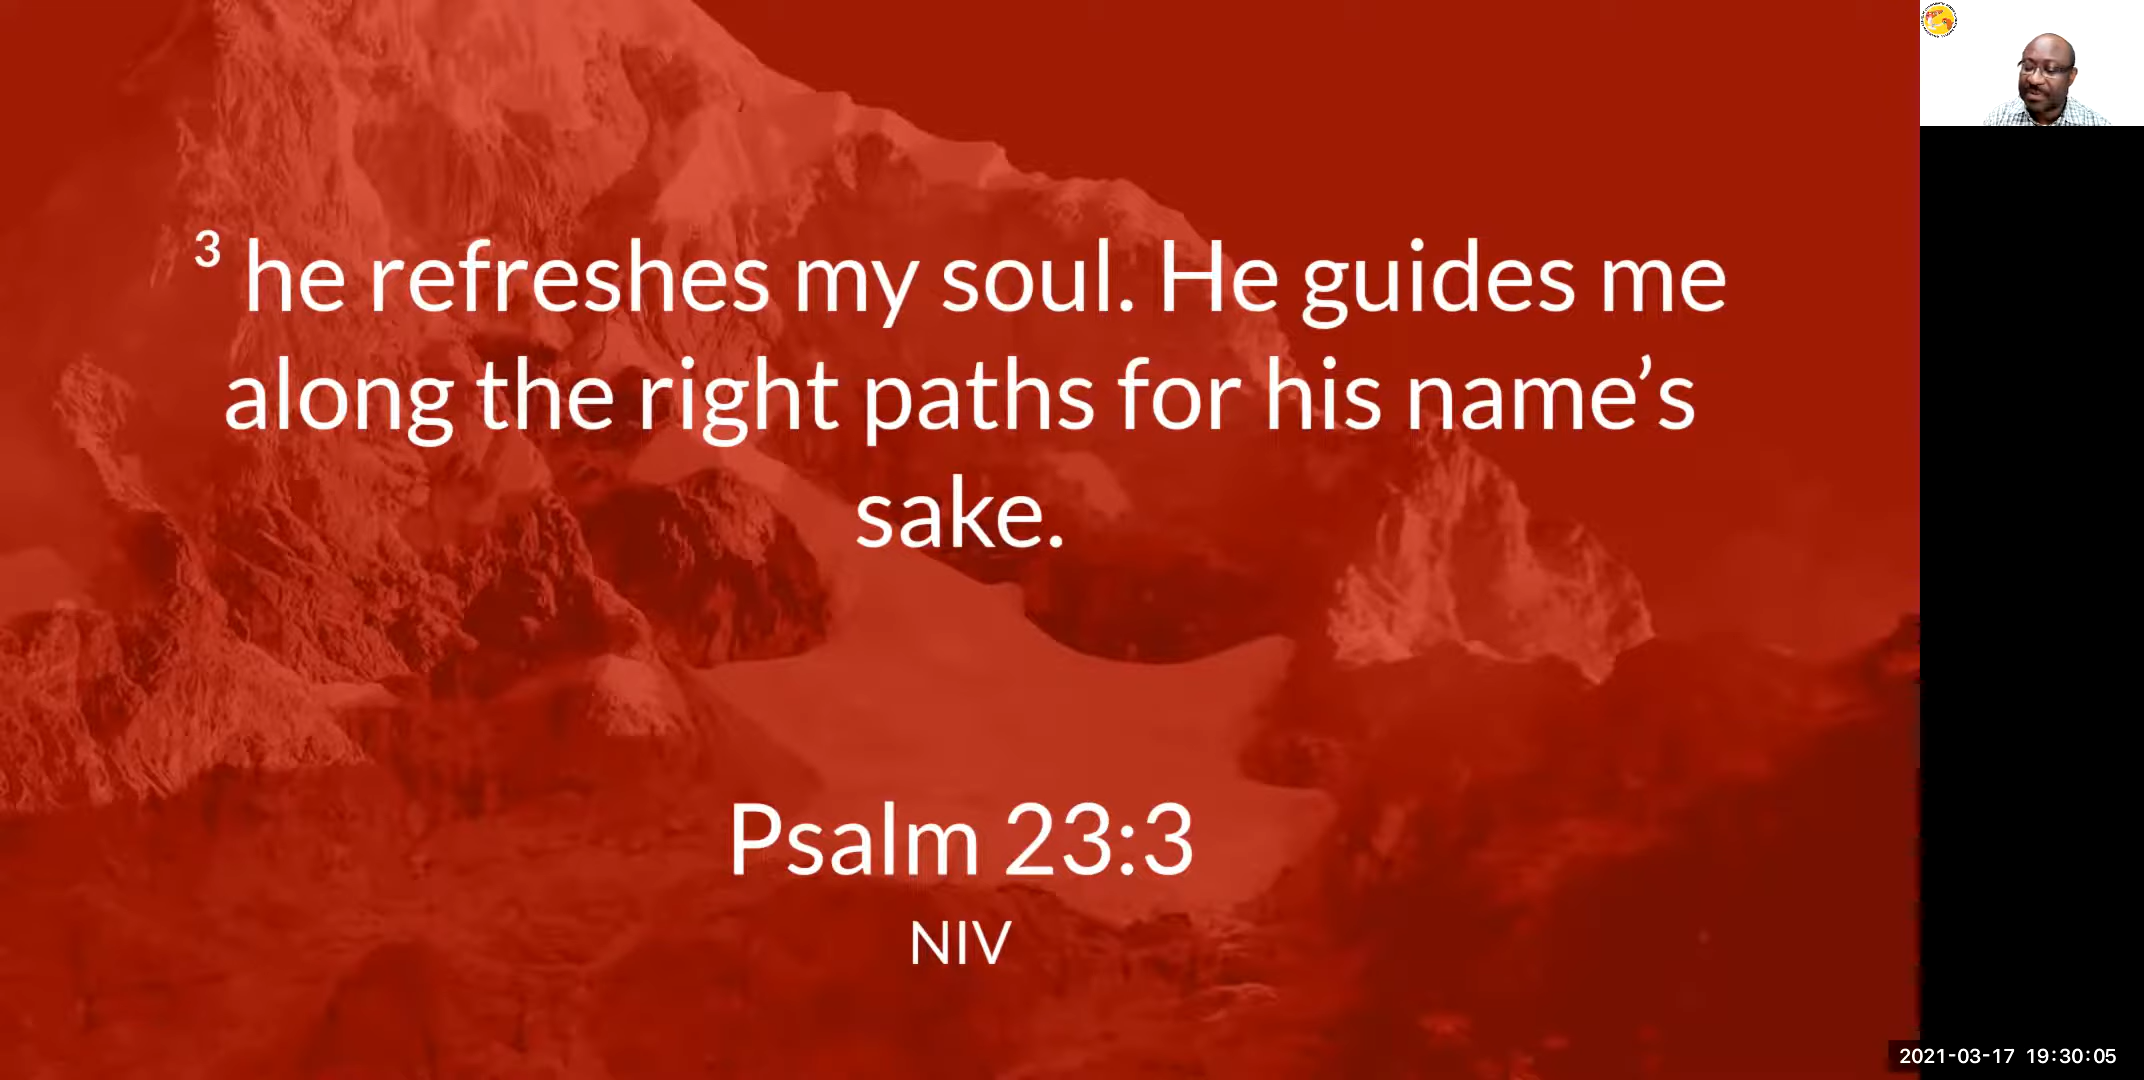 ³ he refreshes my soul. He guides me
along the right paths for his name’s
sake.
Psalm 23:3
NIV
2021-03-17 19:30:05